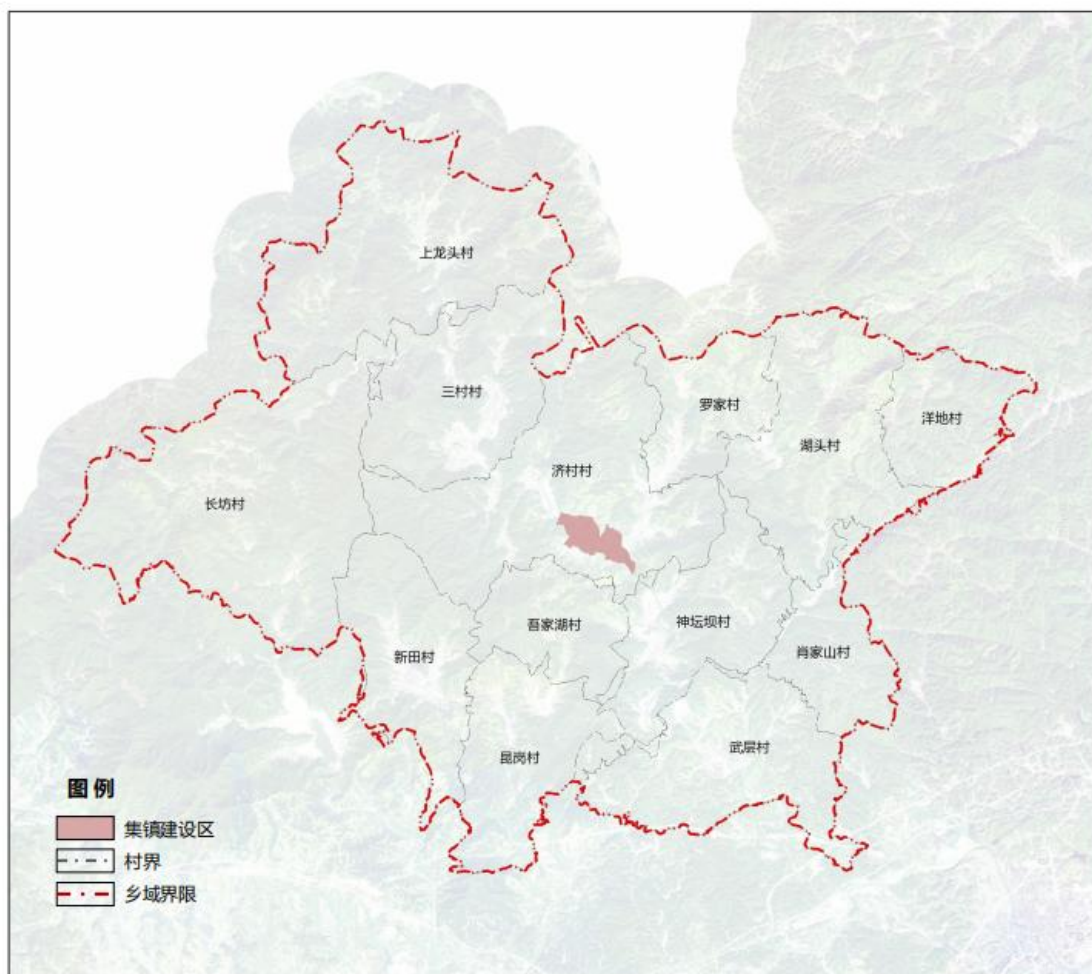 上龙头村
三村村
罗家村
洋地村
湖头村
济村村
长坊村
吾家湖村
神坛坝村
新田村
肖家山村
武层村
昆岗村
图 例
集镇建设区
村界
乡域界限